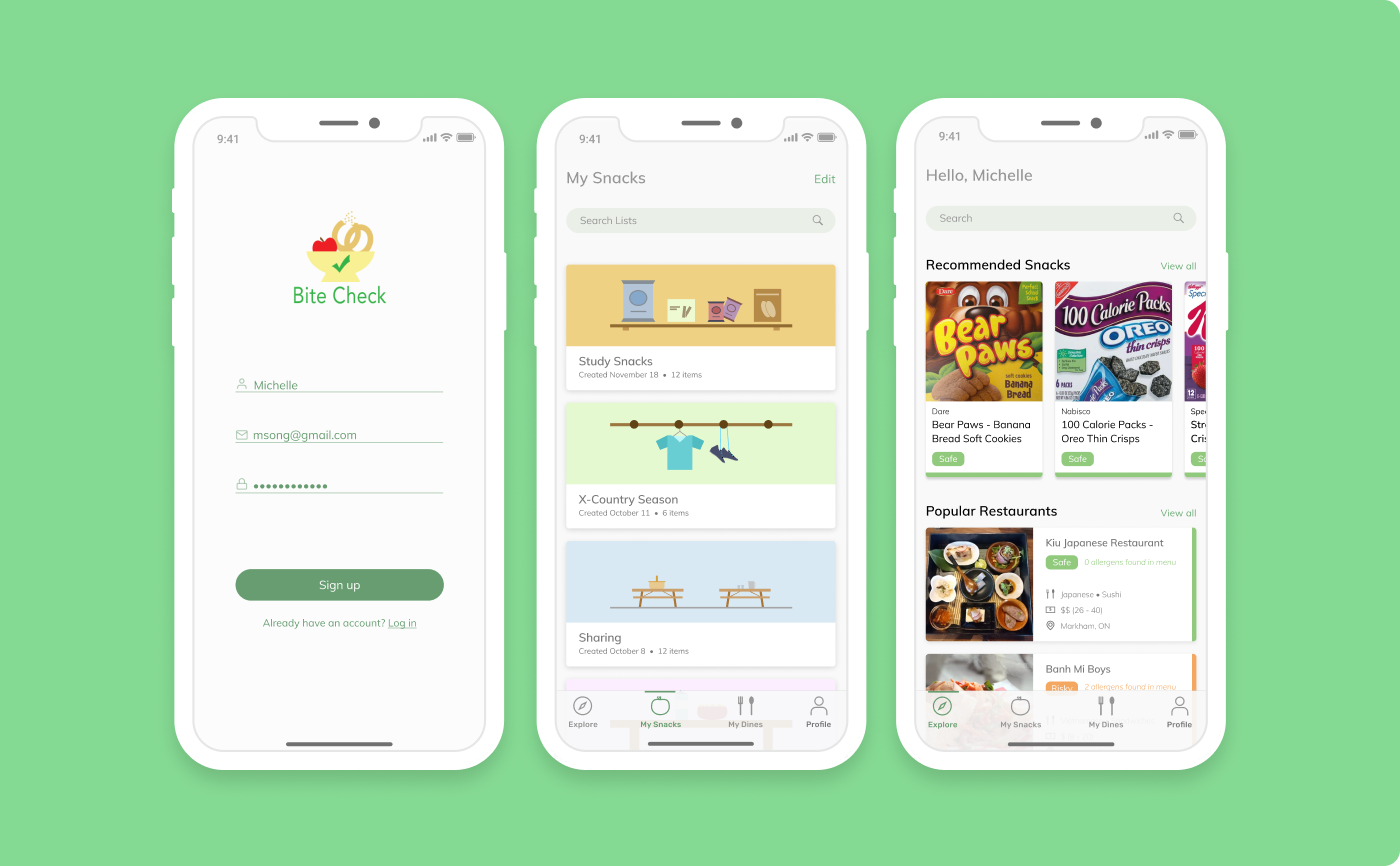 9:41
Bite Check
Michelle
msong@gmail.com
Sign up
Already have an account? Log in
9:41
My Snacks
Edit
Search Lists
Study Snacks
Created November 18 • 12 items
X-Country Season
Created October 11 • 6 items
Sharing
Created October 8 • 12 items
Explore
My Snacks
My Dines
Profile
9:41
Hello, Michelle
Search
Recommended Snacks
View all
Dare
Bear
Paws
soft cookies
Banana
Bread
100 Calorie Packs
OREO
thin crisps
6 PACKS
100
12
Dare
Bear Paws - Banana
Bread Soft Cookies
Safe
Nabisco
100 Calorie Packs -
Oreo Thin Crisps
Safe
Popular Restaurants
View all
Kiu Japanese Restaurant
Safe
0 allergens found in menu
Japanese • Sushi
$$ (26 - 40)
Markham, ON
Banh Mi Boys
Risky
2 allergens found in menu
Explore
My Snacks
My Dines
Profile